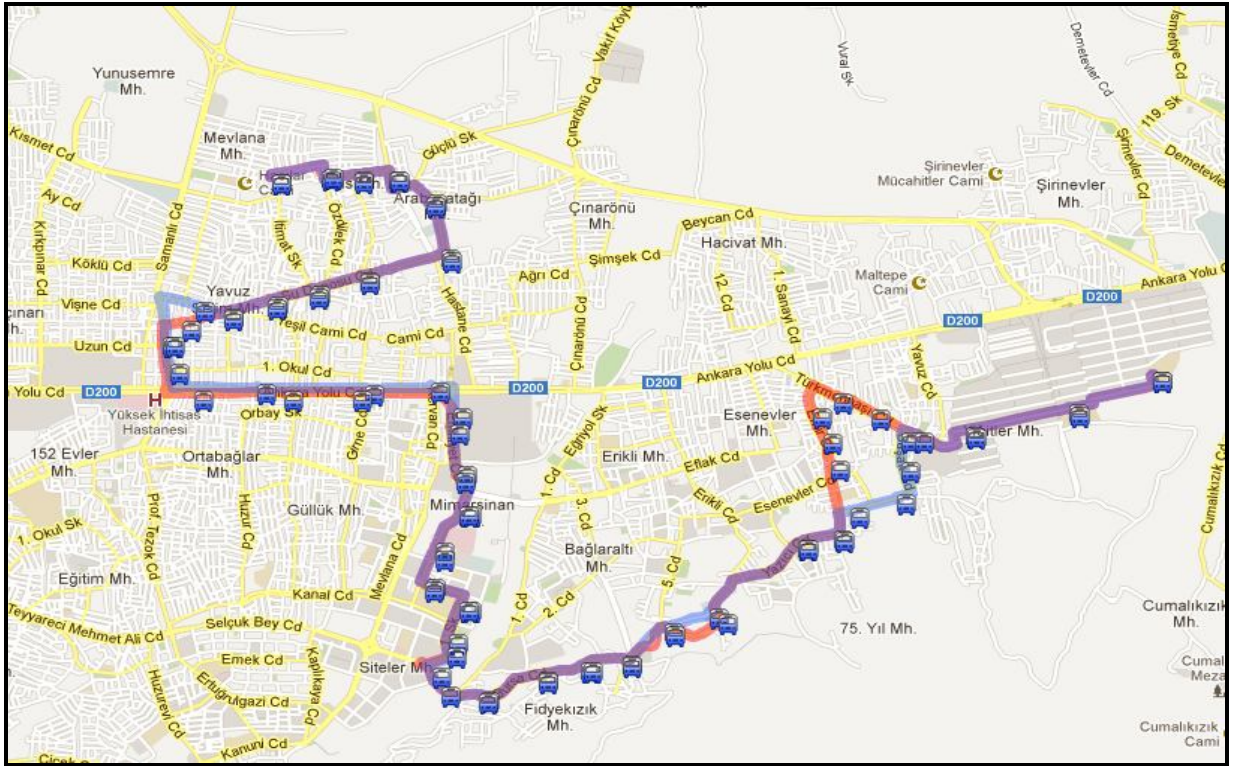 Vakıf Köyü
Vural Sk
Demetevler Cd
İsmetiye Cd
Yunusemre
Mh.
Çınarönü Cd
119. Sk
Kısmet Cd
Mevlana
Mh.
Güçlü Sk
Şirinevler Cd
Demetevler
Şirinevler
Mücahitler Cami
Şirinevler
Mh.
Ay Cd
Kırkpınar Cd
Samanlı Cd
İtimat Sk
Özdilek Cd
Çınarönü
Mh.
Beycan Cd
Hacivat Mh.
Köklü Cd
Ağrı Cd
Şimşek Cd
Maltepe
Cami
Ankara Yolu Cd
Vişne Cd
Yavuz
Mh.
Hastane Cd
12. Cd
1. Sanayi Cd
D200
D200
Yeşil Cami Cd
Cami Cd
Çınarönü Cd
Uzun Cd
1. Okul Cd
Ankara Yolu Cd
Yavuz Cd
Yolu Cd
D200
D200
D200
Yüksek İhtisas
Hastanesi
Orbay Sk
Eğriyol Sk
Esenevler
Mh.
152 Evler
Mh.
Ortabağlar
Mh.
Erikli Mh.
Eflak Cd
1. Cd
3. Cd
Erikli Cd
Esenevler Cd
Mimarsinan
Prof. Tezok Cd
Huzur Cd
Güllük Mh.
1. Okul Sk
Mevlana Cd
Bağlaraltı
Mh.
5. Cd
Cumalıkızık Cd
Eğitim Mh.
Kanal Cd
1. Cd
2. Cd
Cumalıkızık
Mh.
Teyyareci Mehmet Ali Cd
Selçuk Bey Cd
75. Yıl Mh.
Emek Cd
Kaplıkaya Cd
Siteler Mh.
Huzurevi Cd
Ertuğrulgazi Cd
Fidyekızık
Mh.
Kanuni Cd
Cumalıkızık
Cami